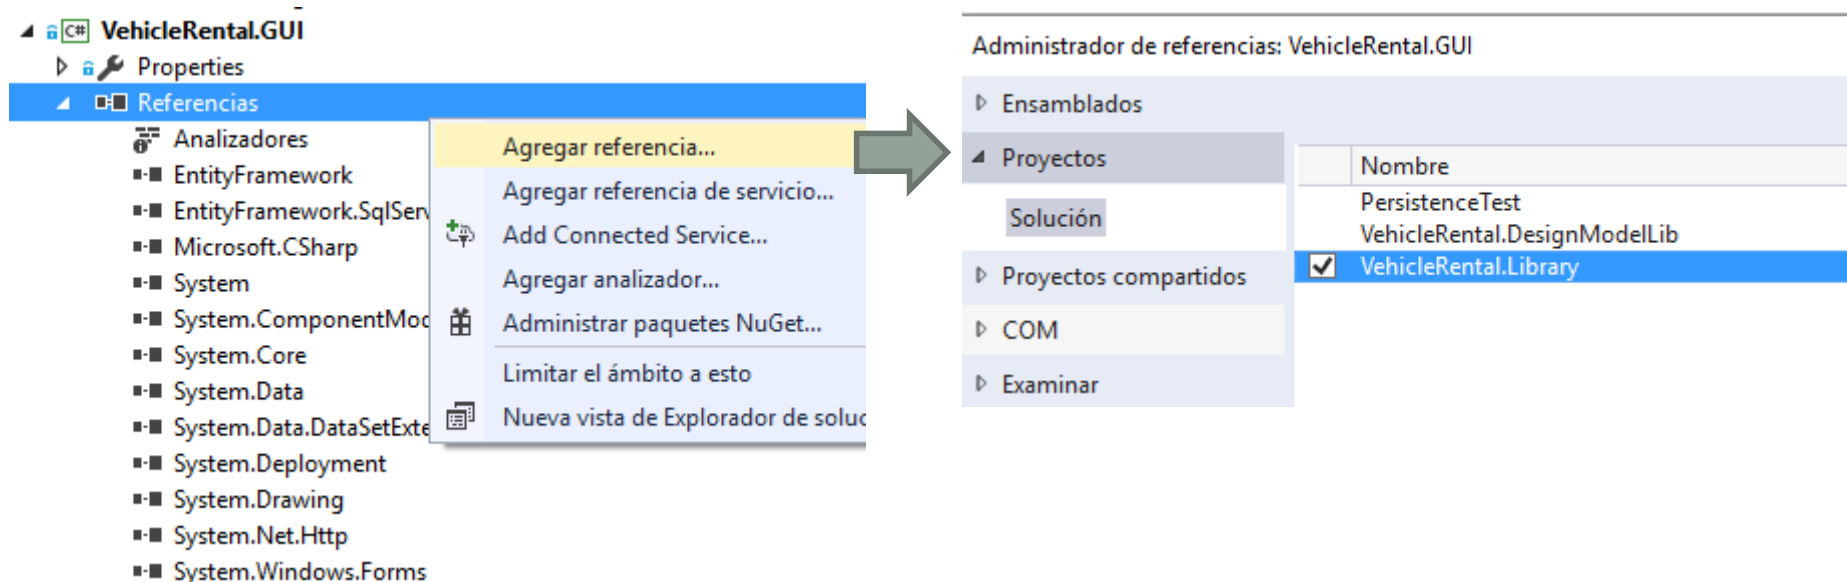 C# VehicleRental.GUI
Properties
Referencias
Analizadores
EntityFramework
EntityFramework.SqlServ
Microsoft.CSharp
System
System.ComponentMod
System.Core
System.Data
System.Data.DataSetExte
System.Deployment
System.Drawing
System.Net.Http
System.Windows.Forms
Agregar referencia...
Agregar referencia de servicio...
Add Connected Service...
Agregar analizador...
Administrar paquetes NuGet...
Limitar el ámbito a esto
Nueva vista de Explorador de soluc
Administrador de referencias: VehicleRental.GUI
Ensamblados
Proyectos
Solución
Proyectos compartidos
COM
Examinar
Nombre
PersistenceTest
VehicleRental.DesignModelLib
VehicleRental.Library